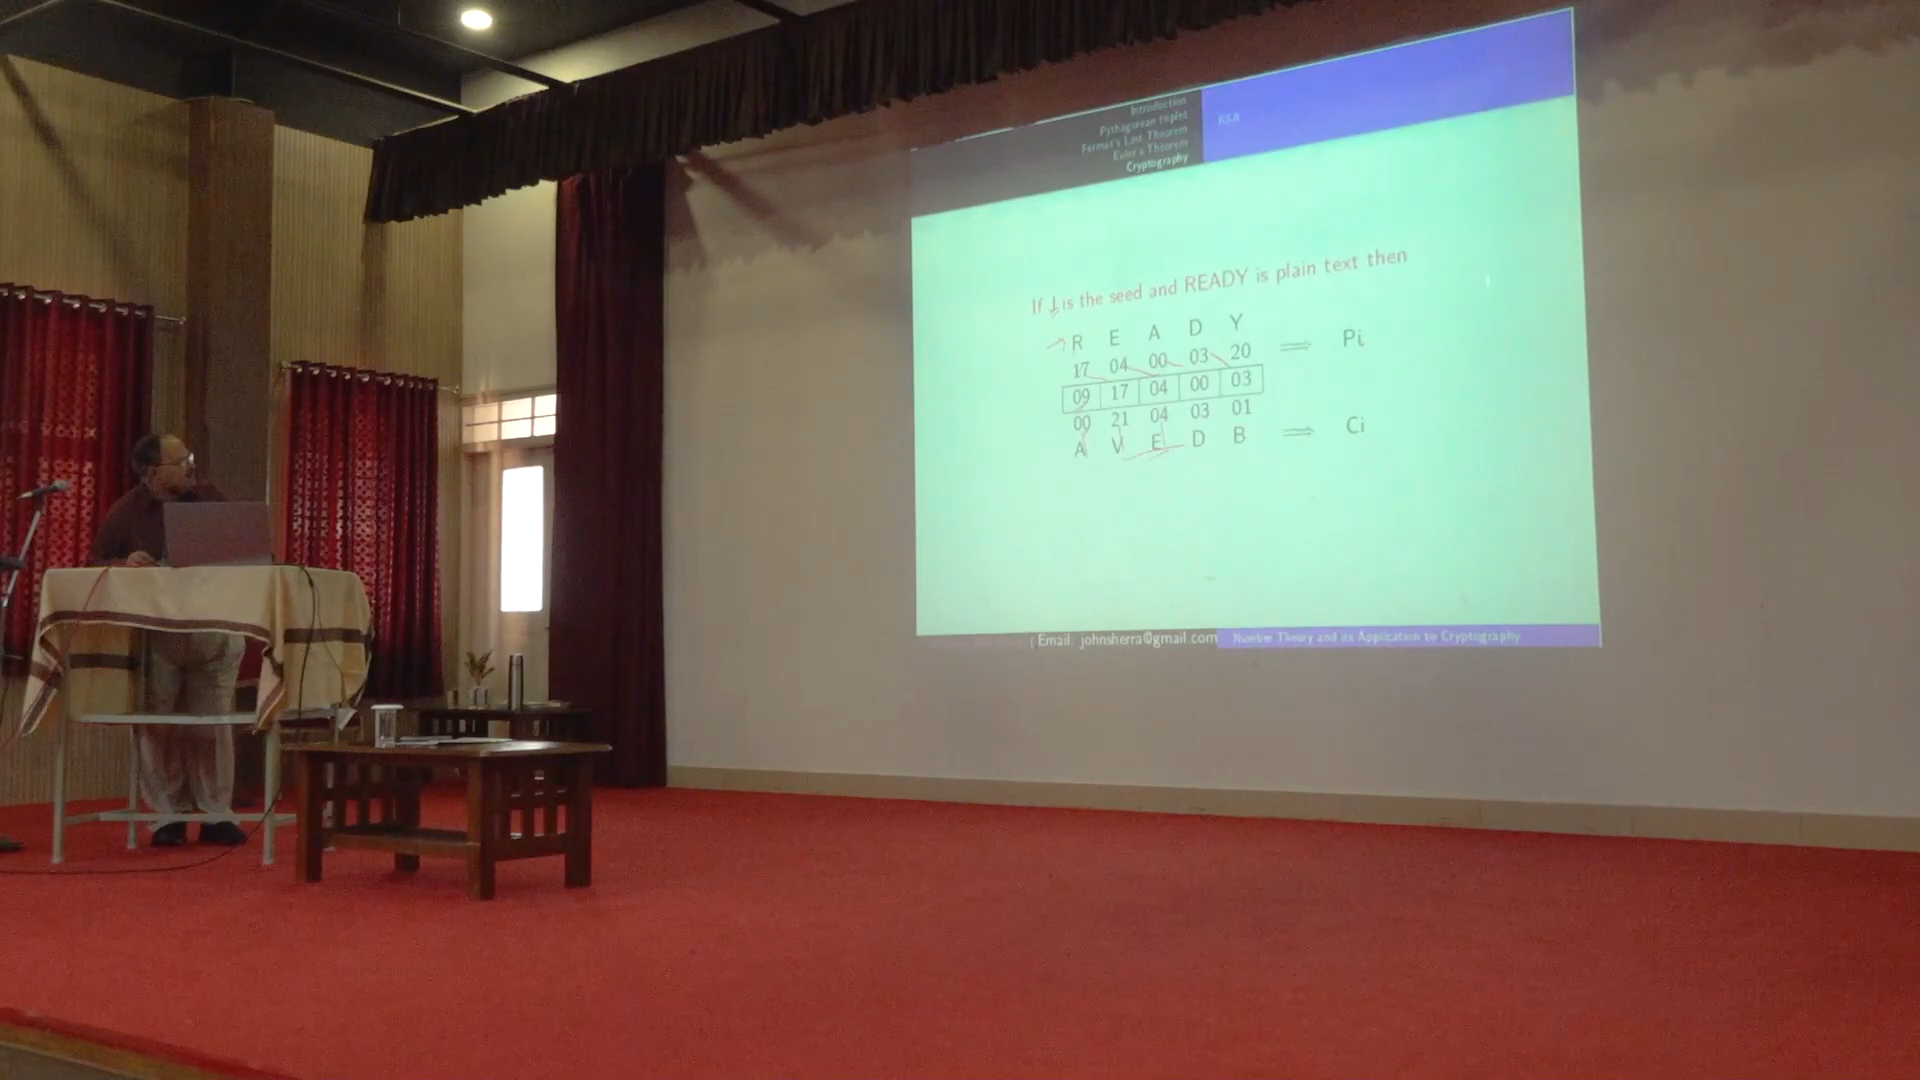 Introduction
Pythagorean triplet
Fermat's Last Theorem
Euler's Theorem
Cryptography
RSA
If J is the seed and READY is plain text then
R E A D Y
17 04 00 03 20 ⟹ Pi
09 17 04 00 03
00 21 04 03 01
A V E D B ⟹ Ci
( Email: johnsherra@gmail.com
Number Theory and its Application to Cryptography